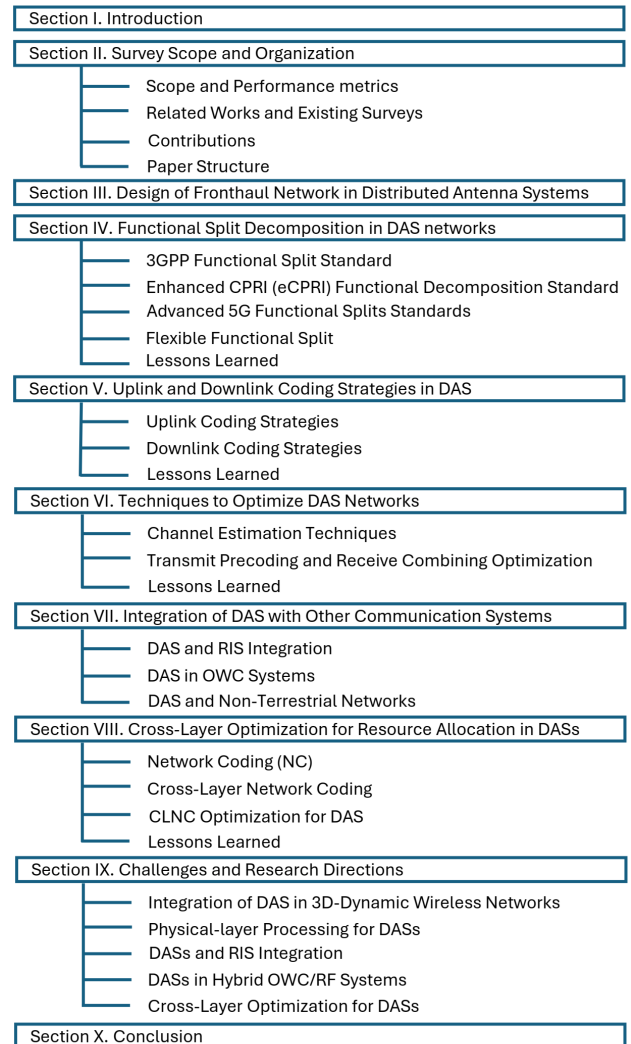 Section I. Introduction
Section II. Survey Scope and Organization
Scope and Performance metrics
Related Works and Existing Surveys
Contributions
Paper Structure
Section III. Design of Fronthaul Network in Distributed Antenna Systems
Section IV. Functional Split Decomposition in DAS networks
3GPP Functional Split Standard
Enhanced CPRI (eCPRI) Functional Decomposition Standard
Advanced 5G Functional Splits Standards
Flexible Functional Split
Lessons Learned
Section V. Uplink and Downlink Coding Strategies in DAS
Uplink Coding Strategies
Downlink Coding Strategies
Lessons Learned
Section VI. Techniques to Optimize DAS Networks
Channel Estimation Techniques
Transmit Precoding and Receive Combining Optimization
Lessons Learned
Section VII. Integration of DAS with Other Communication Systems
DAS and RIS Integration
DAS in OWC Systems
DAS and Non-Terrestrial Networks
Section VIII. Cross-Layer Optimization for Resource Allocation in DASs
Network Coding (NC)
Cross-Layer Network Coding
CLNC Optimization for DAS
Lessons Learned
Section IX. Challenges and Research Directions
Integration of DAS in 3D-Dynamic Wireless Networks
Physical-layer Processing for DASs
DASs and RIS Integration
DASs in Hybrid OWC/RF Systems
Cross-Layer Optimization for DASs
Section X. Conclusion